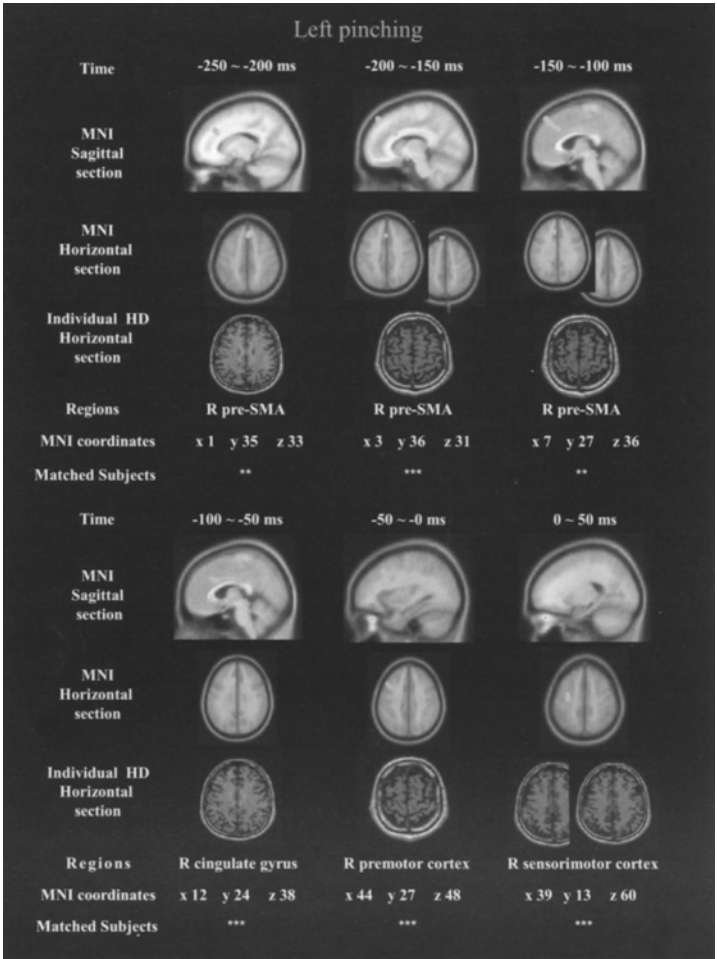 Left pinching
Time -250 ~ -200 ms -200 ~ -150 ms -150 ~ -100 ms
MNI
Sagittal
section
MNI
Horizontal
section
Individual HD
Horizontal
section
Regions R pre-SMA R pre-SMA R pre-SMA
MNI coordinates x 1 y 35 z 33 x 3 y 36 z 31 x 7 y 27 z 36
Matched Subjects ** *** **
Time -100 ~ -50 ms -50 ~ -0 ms 0 ~ 50 ms
MNI
Sagittal
section
MNI
Horizontal
section
Individual HD
Horizontal
section
Regions R cingulate gyrus R premotor cortex R sensorimotor cortex
MNI coordinates x 12 y 24 z 38 x 44 y 27 z 48 x 39 y 13 z 60
Matched Subjects *** *** ***